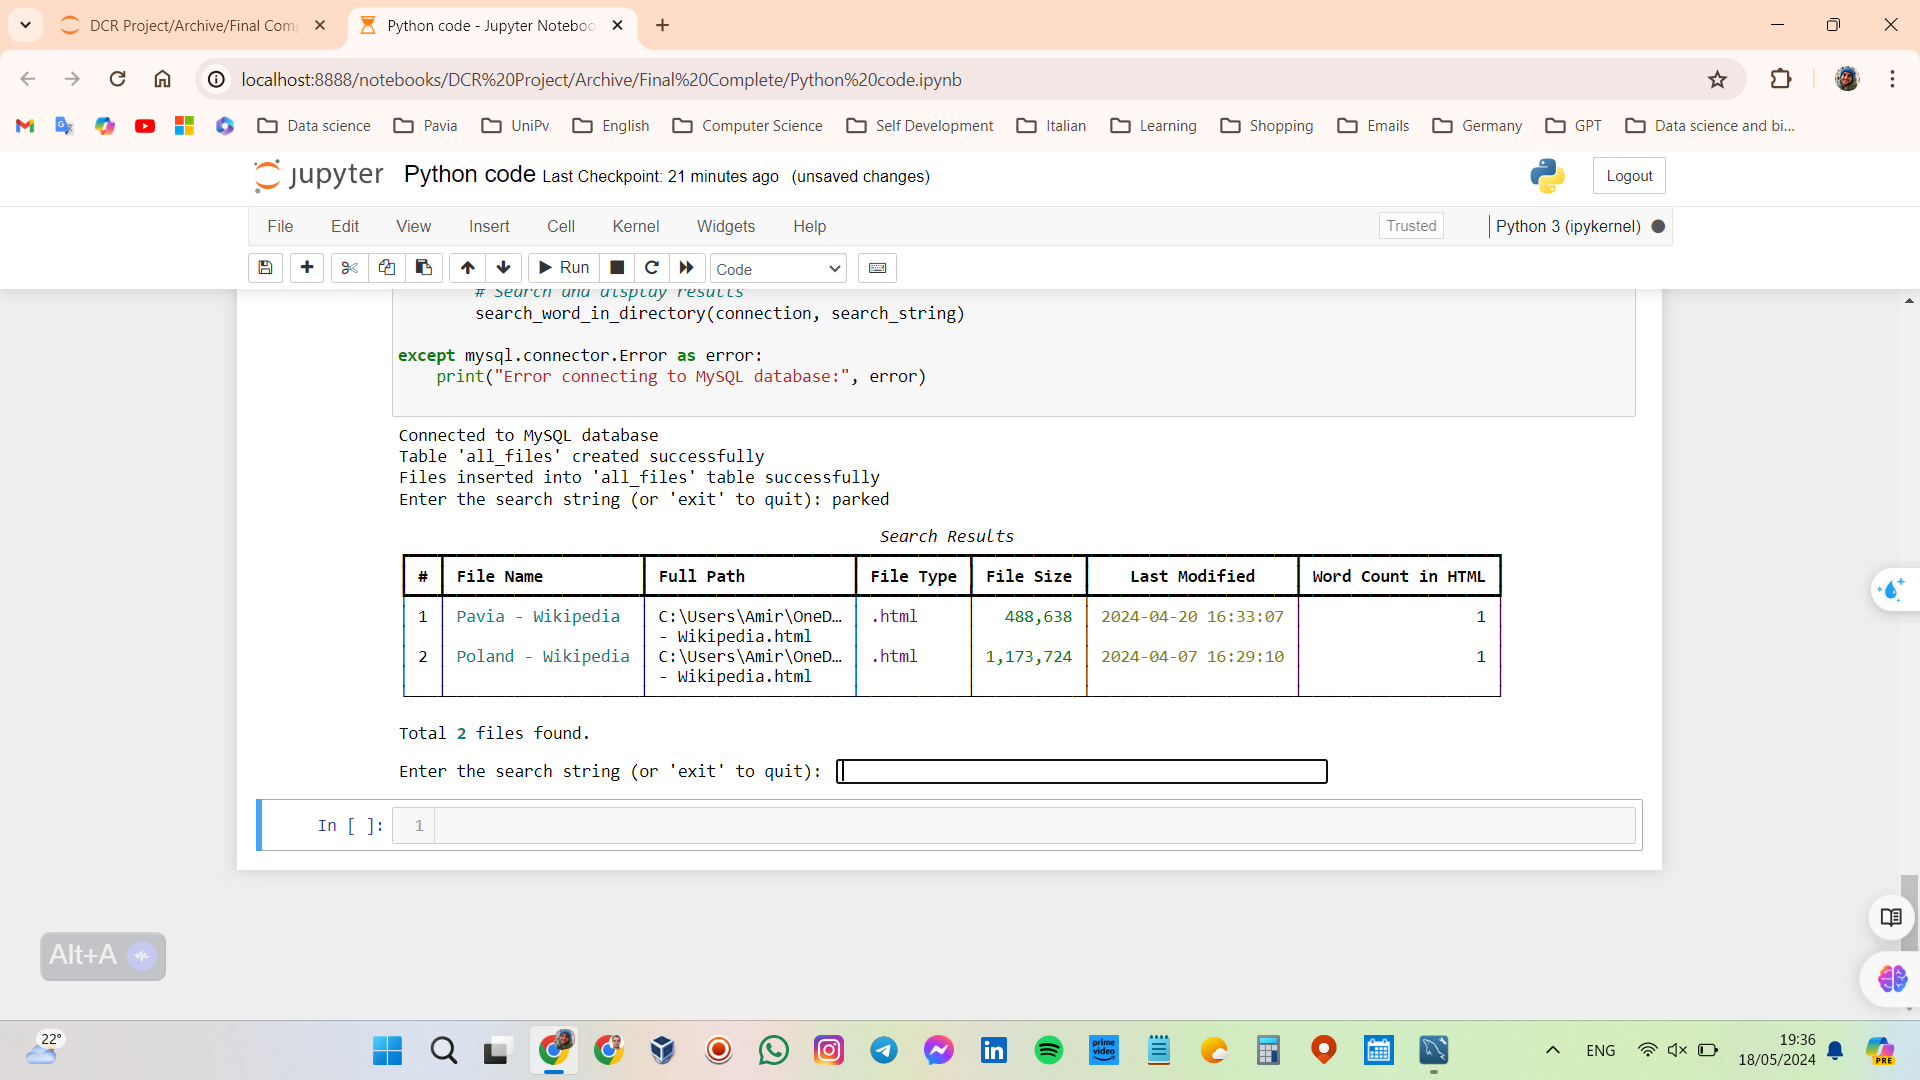 DCR Project/Archive/Final Com
Python code - Jupyter Noteboo
localhost:8888/notebooks/DCR%20Project/Archive/Final%20Complete/Python%20code.ipynb
Data science Pavia UniPv English Computer Science Self Development Italian Learning Shopping Emails Germany GPT Data science and bi...
jupyter Python code Last Checkpoint: 21 minutes ago (unsaved changes)
Logout
File Edit View Insert Cell Kernel Widgets Help
Trusted Python 3 (ipykernel)
Run Code
# Search and display results
search_word_in_directory(connection, search_string)
except mysql.connector.Error as error:
print("Error connecting to MySQL database:", error)
Connected to MySQL database
Table 'all_files' created successfully
Files inserted into 'all_files' table successfully
Enter the search string (or 'exit' to quit): parked
Search Results
# File Name Full Path File Type File Size Last Modified Word Count in HTML
1 Pavia - Wikipedia C:\Users\Amir\OneD… .html 488,638 2024-04-20 16:33:07 1
- Wikipedia.html
2 Poland - Wikipedia C:\Users\Amir\OneD… .html 1,173,724 2024-04-07 16:29:10 1
- Wikipedia.html
Total 2 files found.
Enter the search string (or 'exit' to quit):
In [ ]: 1
Alt+A
22°
prime video
ENG
19:36
18/05/2024
PRE